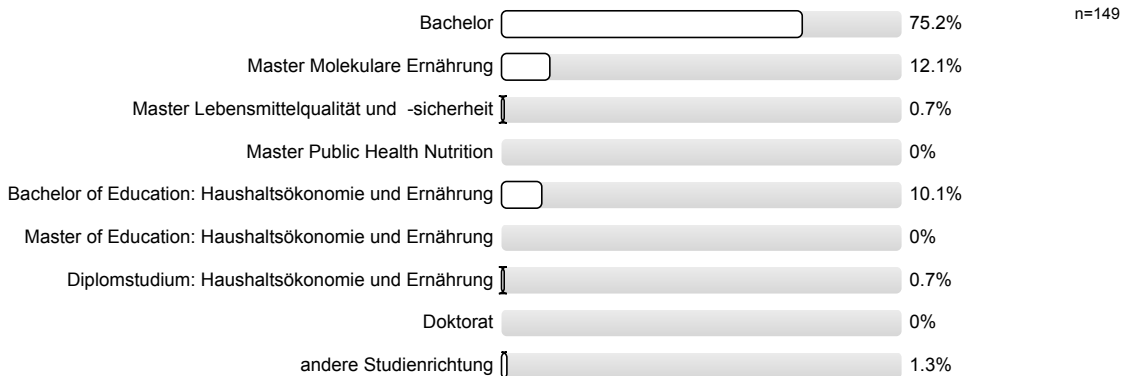 Bachelor 75.2% n=149
Master Molekulare Ernährung 12.1%
Master Lebensmittelqualität und -sicherheit 0.7%
Master Public Health Nutrition 0%
Bachelor of Education: Haushaltsökonomie und Ernährung 10.1%
Master of Education: Haushaltsökonomie und Ernährung 0%
Diplomstudium: Haushaltsökonomie und Ernährung 0.7%
Doktorat 0%
andere Studienrichtung 1.3%